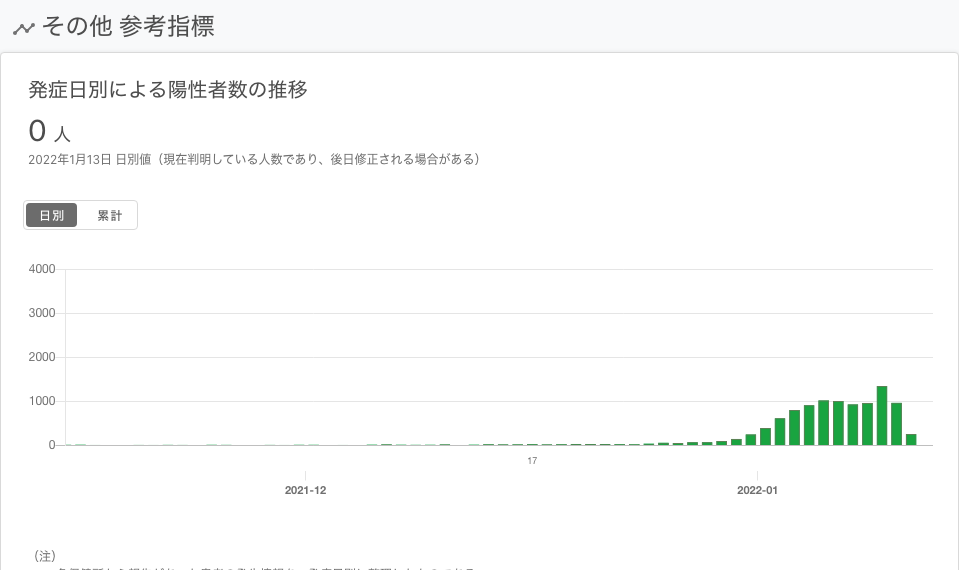 その他 参考指標
発症日別による陽性者数の推移
0 人
2022年1月13日 日別値（現在判明している人数であり、後日修正される場合がある）
日別 累計
4000
3000
2000
1000
0
17
2021-12 2022-01
（注）